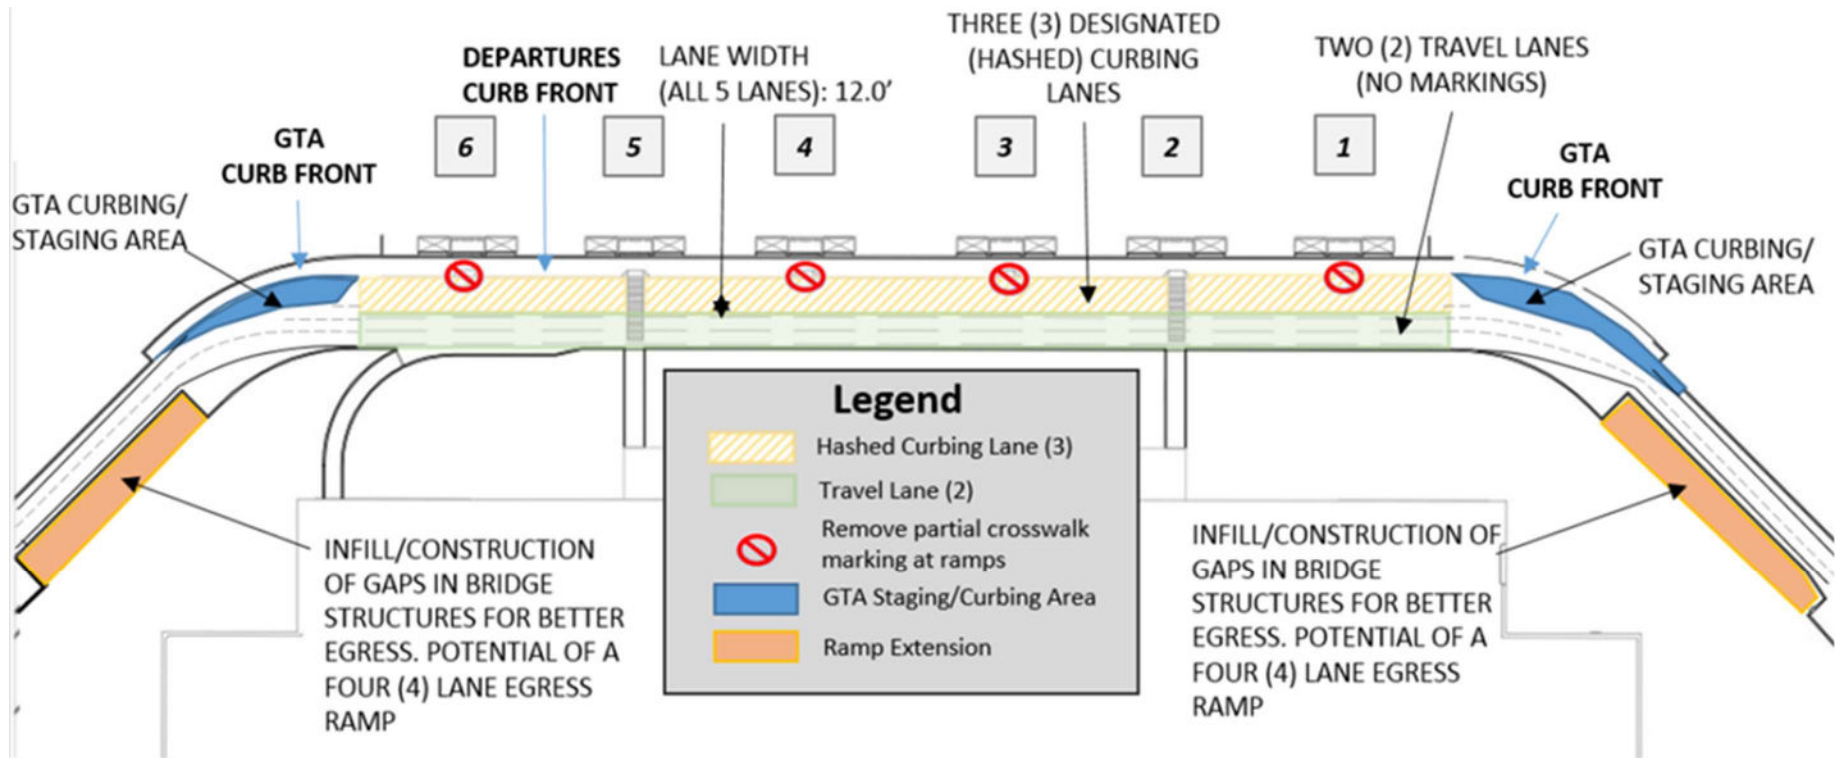 DEPARTURES
CURB FRONT
LANE WIDTH
(ALL 5 LANES): 12.0’
THREE (3) DESIGNATED
(HASHED) CURBING
LANES
TWO (2) TRAVEL LANES
(NO MARKINGS)
GTA
CURB FRONT
6
5
4
3
2
1
GTA
CURB FRONT
GTA CURBING/
STAGING AREA
GTA CURBING/
STAGING AREA
Legend
Hashed Curbing Lane (3)
Travel Lane (2)
Remove partial crosswalk
marking at ramps
GTA Staging/Curbing Area
Ramp Extension
INFILL/CONSTRUCTION
OF GAPS IN BRIDGE
STRUCTURES FOR BETTER
EGRESS. POTENTIAL OF A
FOUR (4) LANE EGRESS
RAMP
INFILL/CONSTRUCTION OF
GAPS IN BRIDGE
STRUCTURES FOR BETTER
EGRESS. POTENTIAL OF A
FOUR (4) LANE EGRESS
RAMP